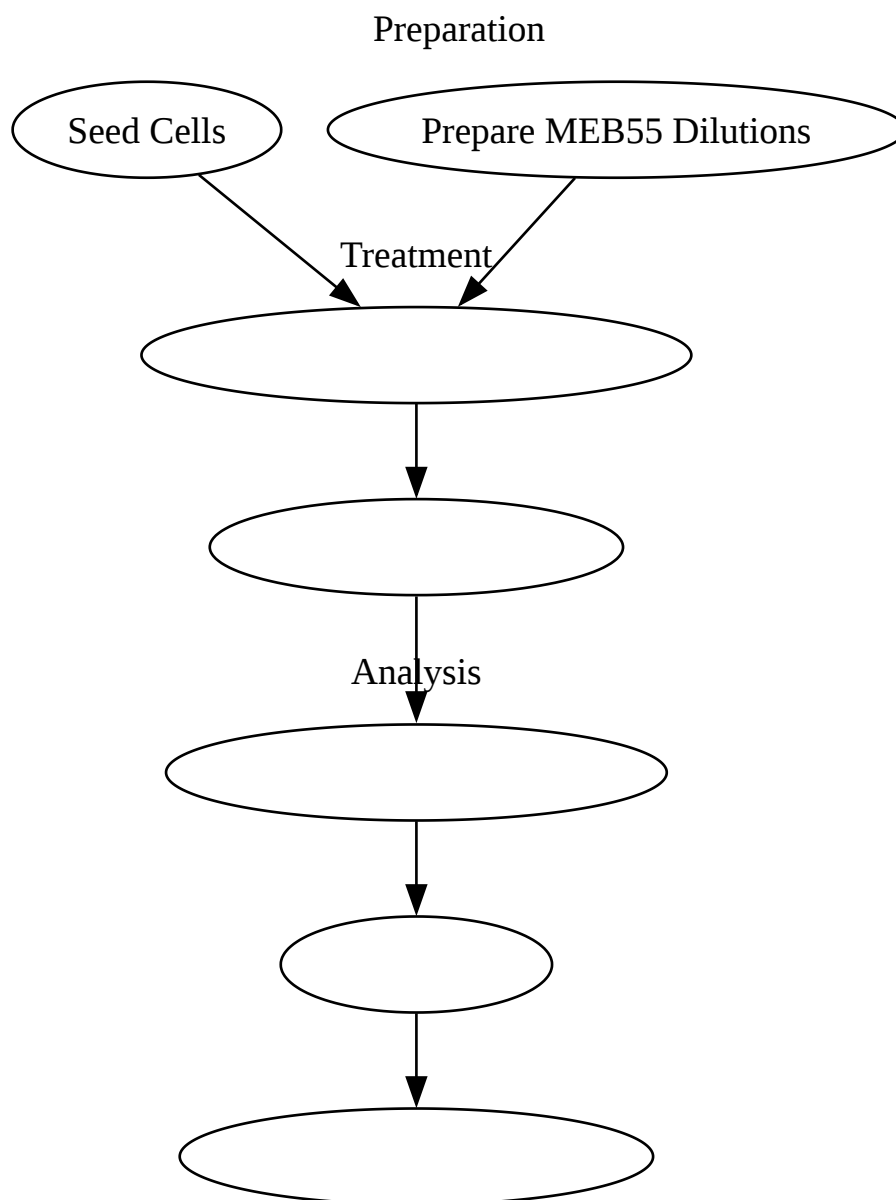 Preparation
Seed Cells
Prepare MEB55 Dilutions
Treatment
Analysis